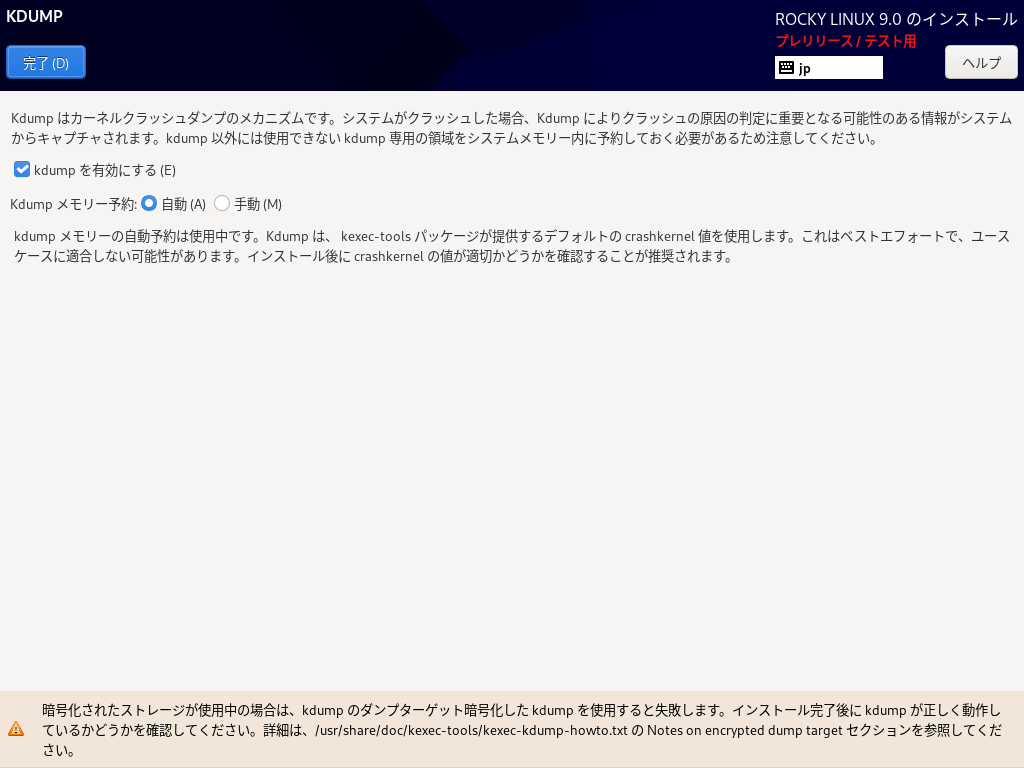 KDUMP
ROCKY LINUX 9.0 のインストール
プレリリース / テスト用
完了 (D)
jp
ヘルプ
Kdump はカーネルクラッシュダンプのメカニズムです。システムがクラッシュした場合、Kdump によりクラッシュの原因の判定に重要となる可能性のある情報がシステム
からキャプチャされます。kdump 以外には使用できない kdump 専用の領域をシステムメモリー内に予約しておく必要があるため注意してください。
kdump を有効にする (E)
Kdump メモリー予約: 自動 (A) 手動 (M)
kdump メモリーの自動予約は使用中です。Kdump は、 kexec-tools パッケージが提供するデフォルトの crashkernel 値を使用します。これはベストエフォートで、ユース
ケースに適合しない可能性があります。インストール後に crashkernel の値が適切かどうかを確認することが推奨されます。
暗号化されたストレージが使用中の場合は、kdump のダンプターゲット暗号化した kdump を使用すると失敗します。インストール完了後に kdump が正しく動作し
ているかどうかを確認してください。詳細は、/usr/share/doc/kexec-tools/kexec-kdump-howto.txt の Notes on encrypted dump target セクションを参照してくだ
さい。